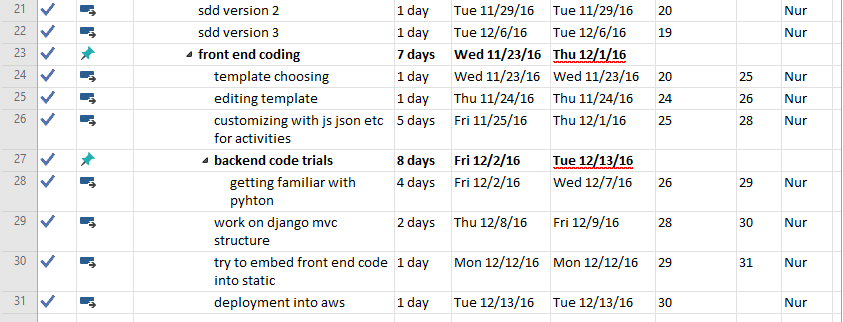 21 sdd version 2 1 day Tue 11/29/16 Tue 11/29/16 20 Nur
22 sdd version 3 1 day Tue 12/6/16 Tue 12/6/16 19 Nur
23 front end coding 7 days Wed 11/23/16 Thu 12/1/16
24 template choosing 1 day Wed 11/23/16 Wed 11/23/16 20 25 Nur
25 editing template 1 day Thu 11/24/16 Thu 11/24/16 24 26 Nur
26 customizing with js json etc 5 days Fri 11/25/16 Thu 12/1/16 25 28 Nur
for activities
27 backend code trials 8 days Fri 12/2/16 Tue 12/13/16
28 getting familiar with 4 days Fri 12/2/16 Wed 12/7/16 26 29 Nur
pyhton
29 work on django mvc 2 days Thu 12/8/16 Fri 12/9/16 28 30 Nur
structure
30 try to embed front end code 1 day Mon 12/12/16 Mon 12/12/16 29 31 Nur
into static
31 deployment into aws 1 day Tue 12/13/16 Tue 12/13/16 30 Nur